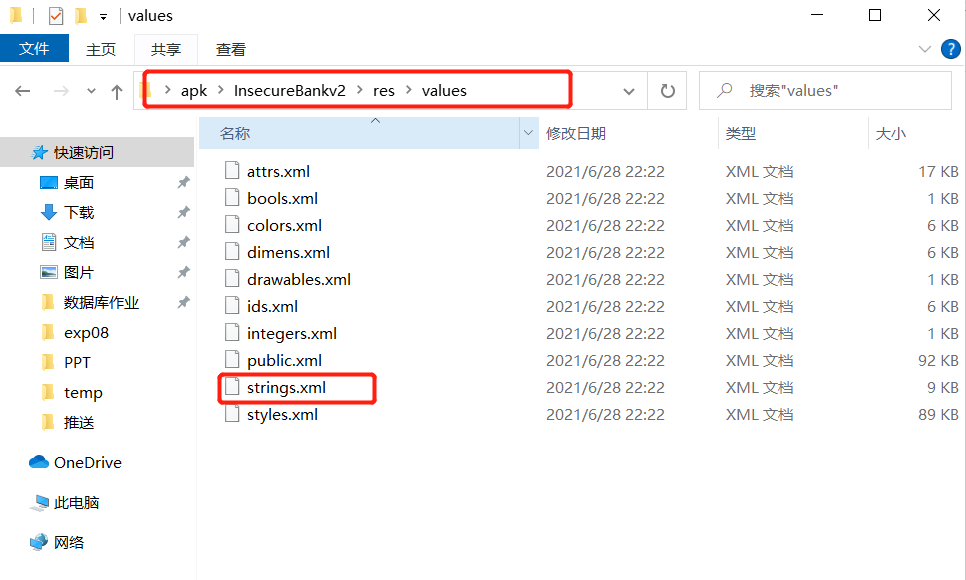 values
文件 主页 共享 查看 ?
apk InsecureBankv2 res values 搜索"values"
名称 修改日期 类型 大小
快速访问
桌面
下载
文档
图片
数据库作业
exp08
PPT
temp
推送
OneDrive
此电脑
网络
attrs.xml 2021/6/28 22:22 XML 文档 17 KB
bools.xml 2021/6/28 22:22 XML 文档 1 KB
colors.xml 2021/6/28 22:22 XML 文档 6 KB
dimens.xml 2021/6/28 22:22 XML 文档 6 KB
drawables.xml 2021/6/28 22:22 XML 文档 1 KB
ids.xml 2021/6/28 22:22 XML 文档 6 KB
integers.xml 2021/6/28 22:22 XML 文档 1 KB
public.xml 2021/6/28 22:22 XML 文档 92 KB
strings.xml 2021/6/28 22:22 XML 文档 9 KB
styles.xml 2021/6/28 22:22 XML 文档 89 KB